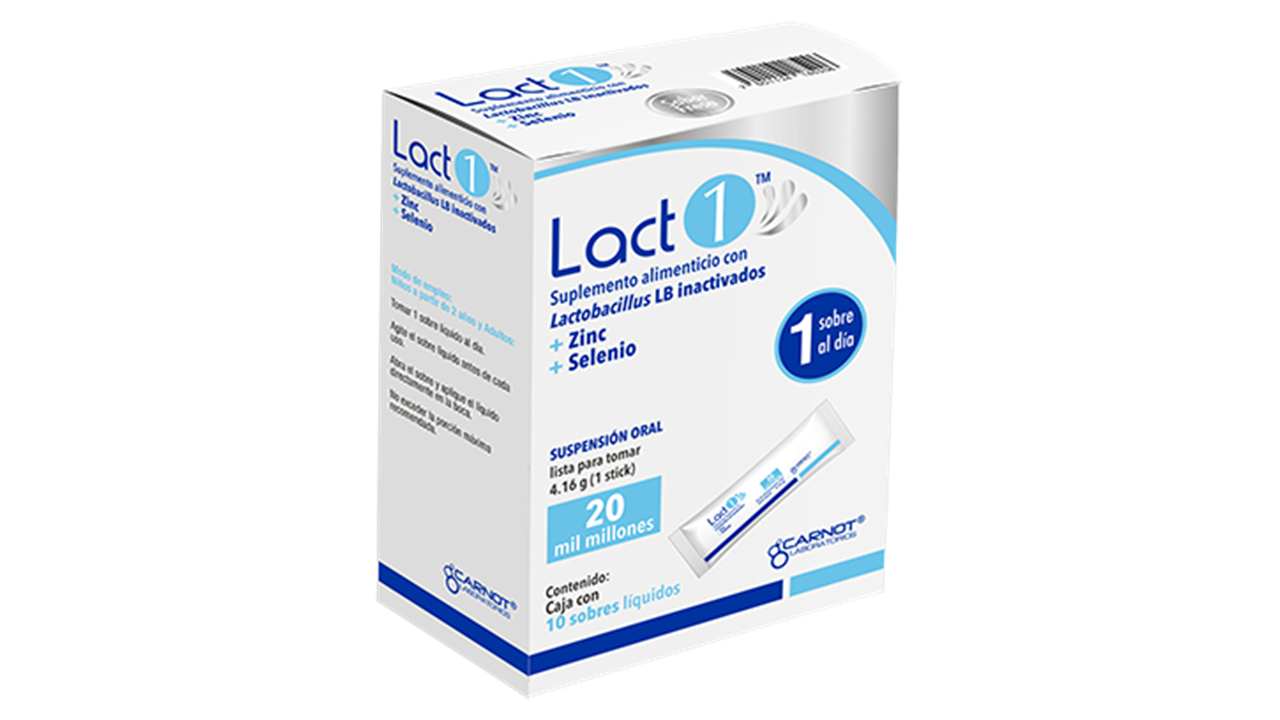 Lact 1™
Suplemento alimenticio con
Lactobacillus LB inactivados
+ Zinc
+ Selenio
Sabor
Lact 1™
Suplemento alimenticio con
Lactobacillus LB inactivados
+ Zinc
+ Selenio
Modo de empleo:
Niños a partir de 2 años y Adultos:
Tomar 1 sobre líquido al día.
Agite el sobre líquido antes de cada
uso.
Abra el sobre y aplique el líquido
directamente en la boca.
No exceder la porción máxima
recomendada.
CARNOT®
LABORATORIOS
Lact 1™
Suplemento alimenticio con
Lactobacillus LB inactivados
+ Zinc
+ Selenio
1 sobre
al día
SUSPENSIÓN ORAL
lista para tomar
4.16 g (1 stick)
20
mil millones
Contenido:
Caja con
10 sobres líquidos
Lact 1
CARNOT®
LABORATORIOS